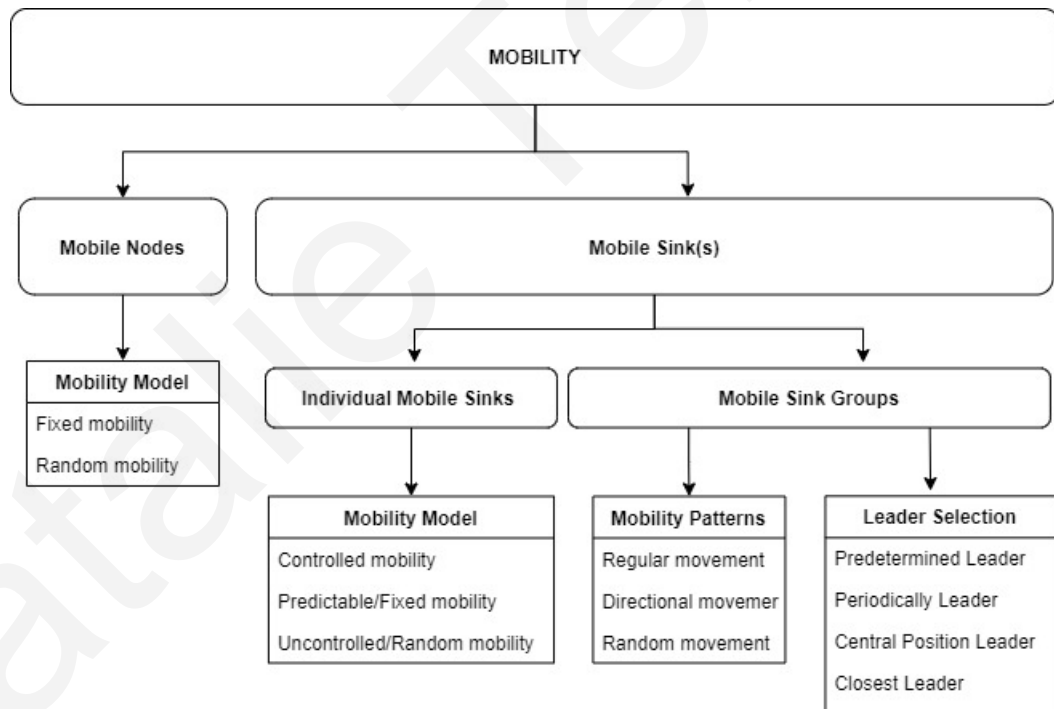 MOBILITY
Mobile Nodes
Mobile Sink(s)
Mobility Model
Fixed mobility
Random mobility
Individual Mobile Sinks
Mobile Sink Groups
Mobility Model
Controlled mobility
Predictable/Fixed mobility
Uncontrolled/Random mobility
Mobility Patterns
Regular movement
Directional movemer
Random movement
Leader Selection
Predetermined Leader
Periodically Leader
Central Position Leader
Closest Leader
atalie Te